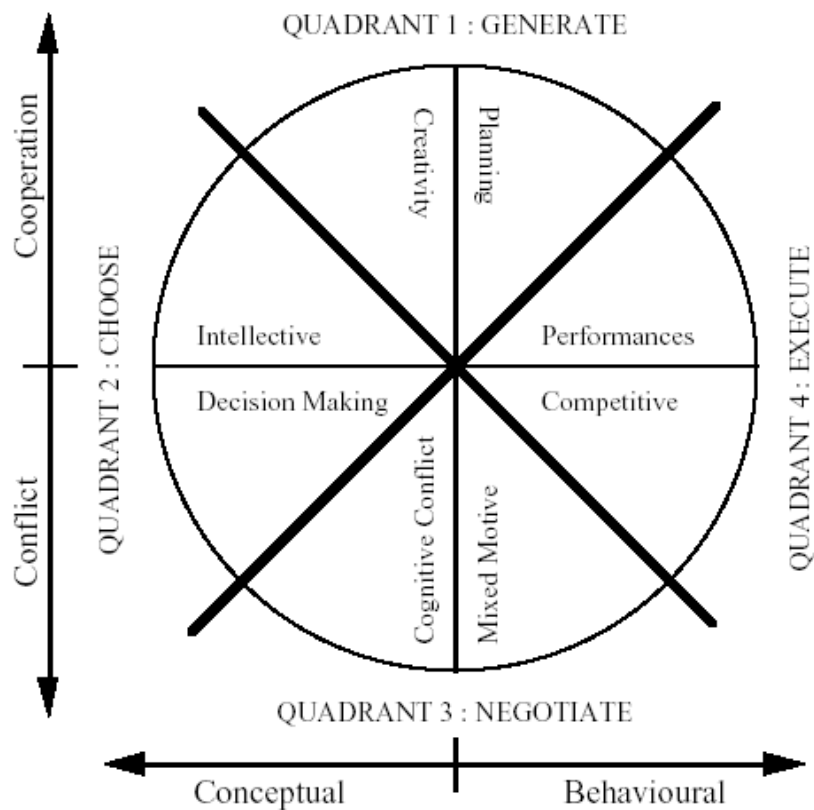 QUADRANT 1 : GENERATE
Cooperation
Conflict
QUADRANT 2 : CHOOSE
Creativity
Planning
Intellective
Performances
Decision Making
Competitive
Cognitive Conflict
Mixed Motive
QUADRANT 4 : EXECUTE
QUADRANT 3 : NEGOTIATE
Conceptual
Behavioural